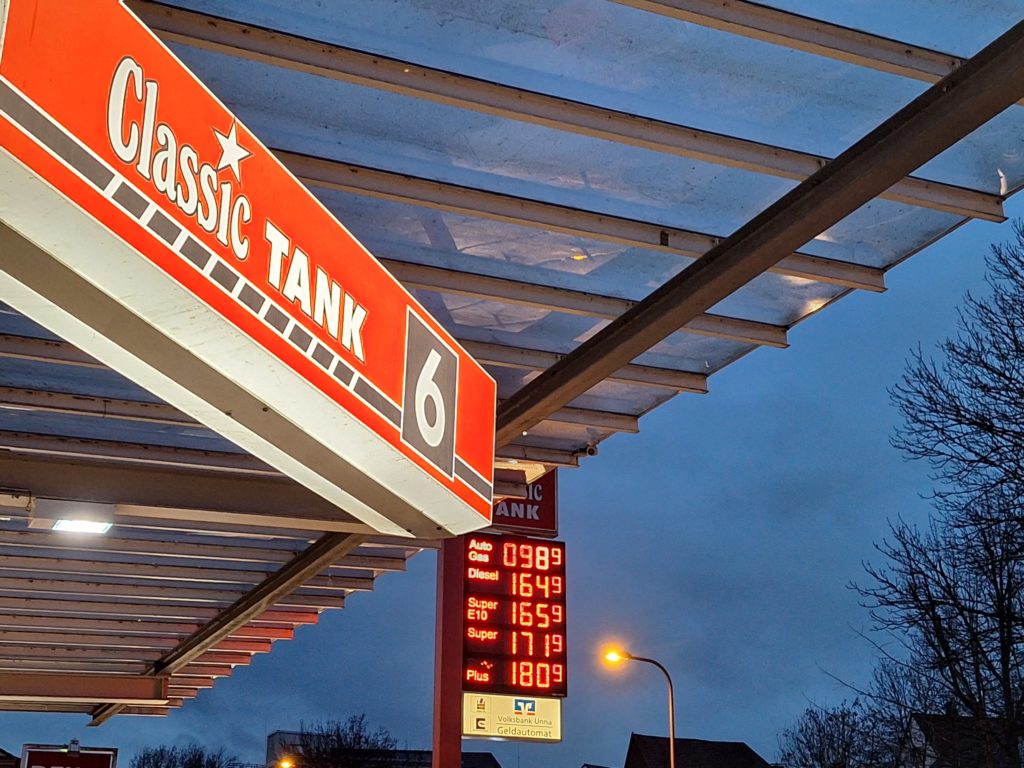 Classic TANK
6
TANK
Auto
Gas 0989
Diesel 1649
Super
E10 1659
Super 1719
Plus 1809
Volksbank Unna
Geldautomat